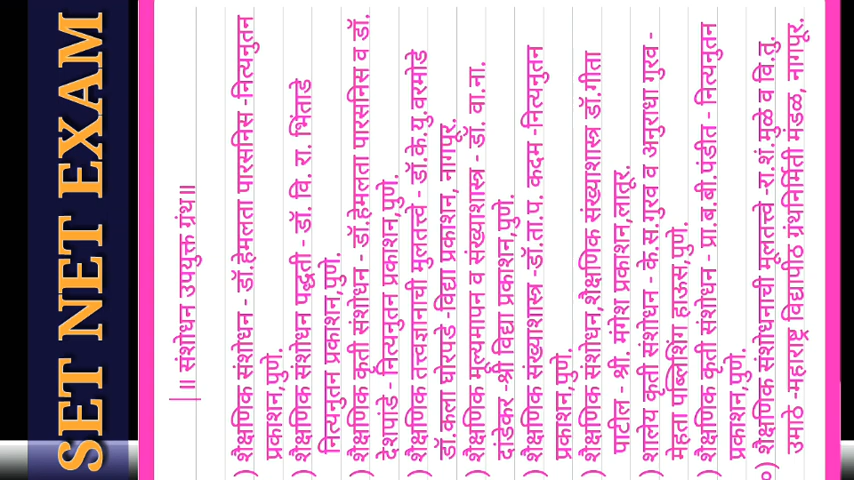 SET NET EXAM
|| संशोधन उपयुक्त ग्रंथ||
) शैक्षणिक संशोधन - डॉ.हेमलता पारसनिस -नित्यनुतन
प्रकाशन,पुणे.
) शैक्षणिक संशोधन पद्धती - डॉ. वि. रा. भिंताडे
नित्यनुतन प्रकाशन,पुणे.
) शैक्षणिक कृती संशोधन - डॉ.हेमलता पारसनिस व डॉ.
देशपांडे - नित्यनुतन प्रकाशन,पुणे.
) शैक्षणिक तत्त्वज्ञानाची मुलतत्त्वे - डॉ.के.यु.वरमोडे
डॉ.कला घोरपडे -विद्या प्रकाशन, नागपूर.
) शैक्षणिक मूल्यमापन व संख्याशास्त्र - डॉ. वा.ना.
दांडेकर -श्री विद्या प्रकाशन,पुणे.
) शैक्षणिक संख्याशास्त्र -डॉ.ता.प. कदम -नित्यनुतन
प्रकाशन,पुणे.
) शैक्षणिक संशोधन,शैक्षणिक संख्याशास्त्र डॉ.गीता
पाटील - श्री. मंगेश प्रकाशन,लातूर.
) शालेय कृती संशोधन - के.स.गुरव व अनुराधा गुरव -
मेहता पब्लिशिंग हाऊस,पुणे.
) शैक्षणिक कृती संशोधन - प्रा.ब.बी.पंडीत - नित्यनुतन
प्रकाशन,पुणे.
०) शैक्षणिक संशोधनाची मूलतत्त्वे -रा.शं.मुळे व वि.तु.
उमाठे -महाराष्ट्र विद्यापीठ ग्रंथनिर्मिती मंडळ, नागपूर.